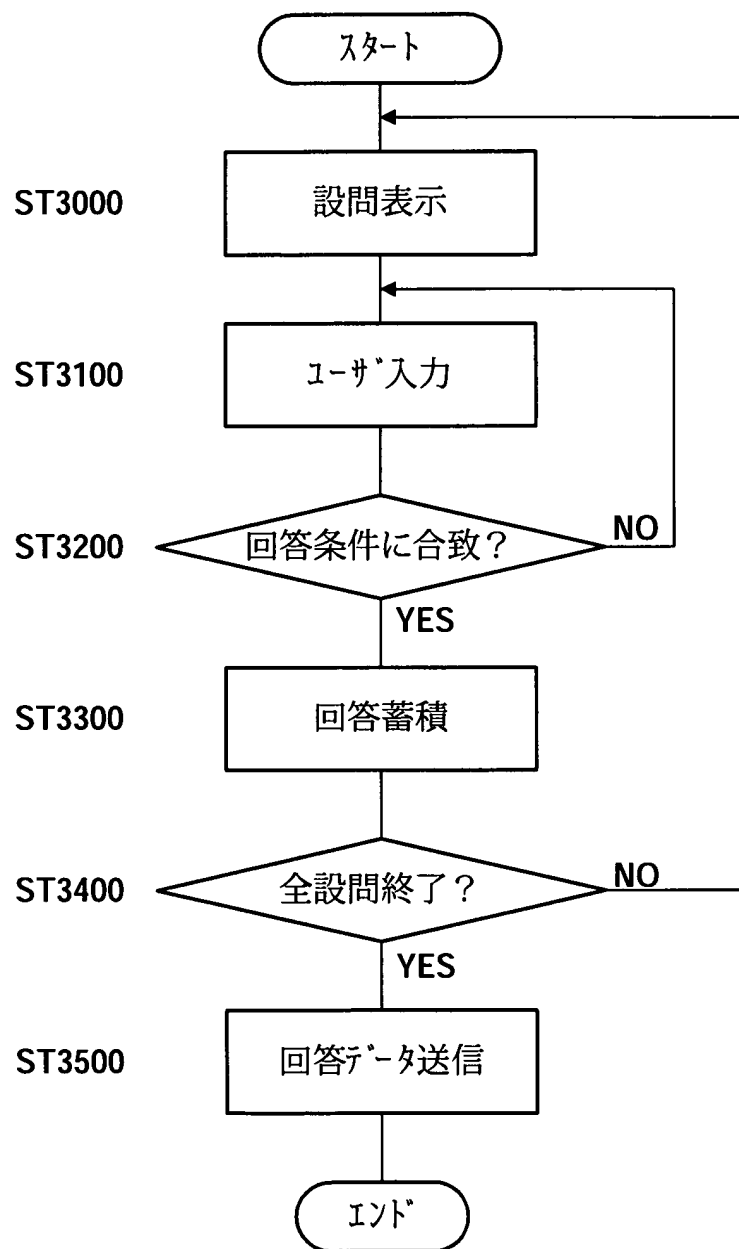 スタート
ST3000
設問表示
ST3100
ﾕｰｻﾞ入力
ST3200
回答条件に合致？
NO
YES
ST3300
回答蓄積
ST3400
全設問終了？
NO
YES
ST3500
回答ﾃﾞｰﾀ送信
ｴﾝﾄﾞ